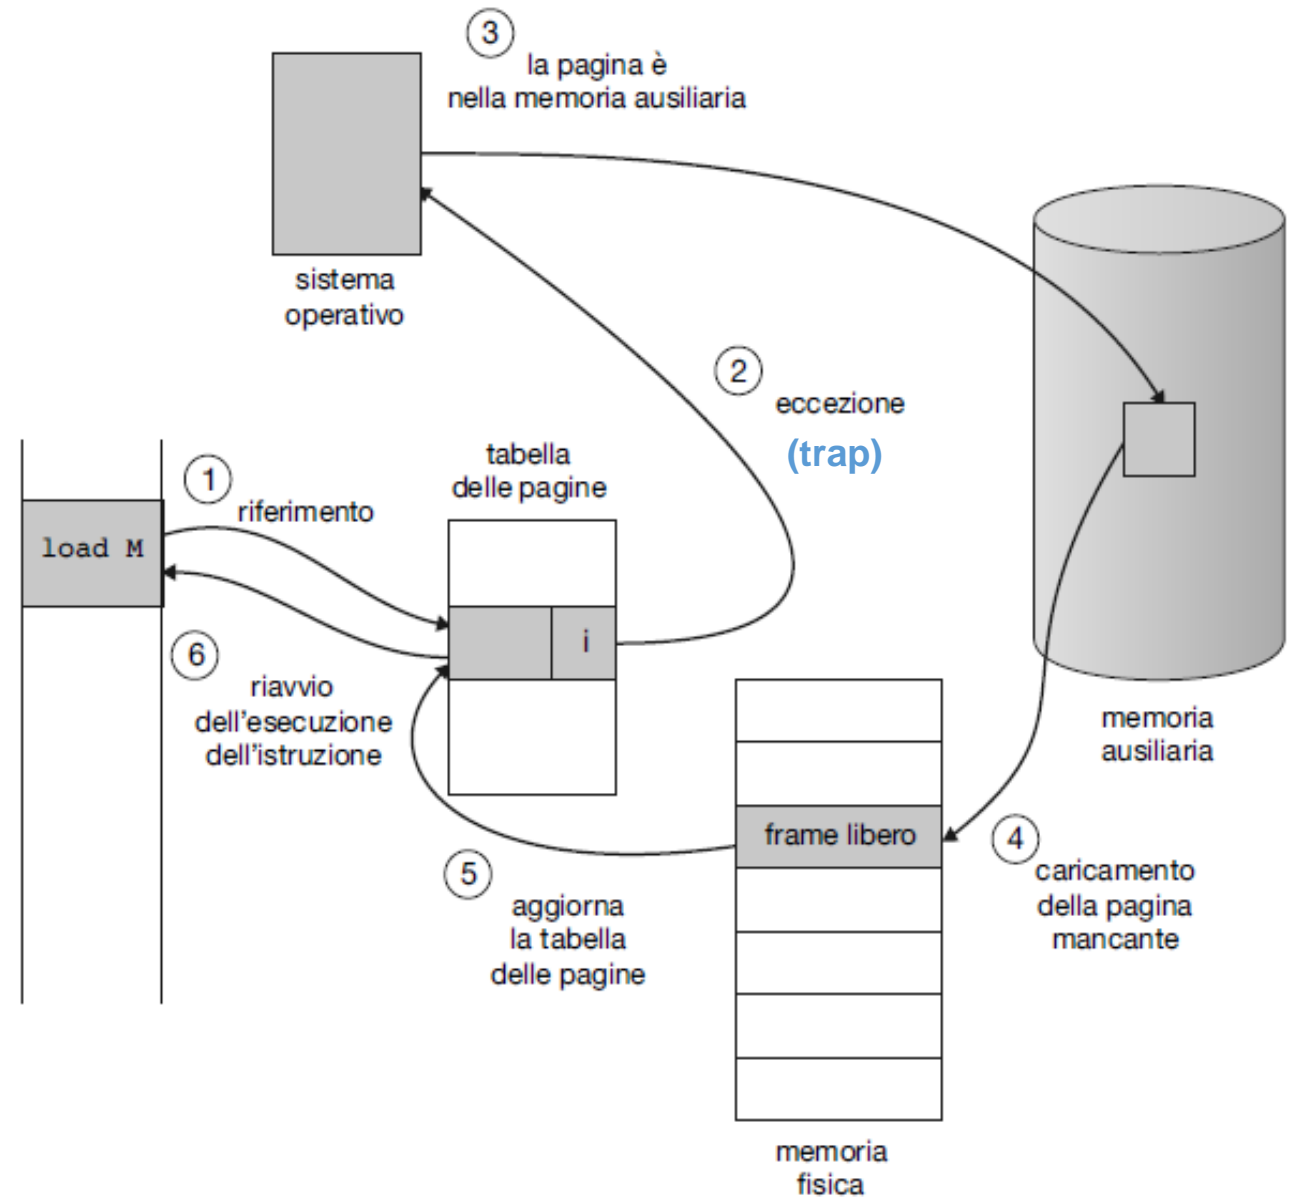 3
la pagina è
nella memoria ausiliaria
sistema
operativo
2
eccezione
(trap)
tabella
delle pagine
1
riferimento
load M
i
6
riavvio
dell'esecuzione
dell'istruzione
memoria
ausiliaria
frame libero
4
caricamento
della pagina
mancante
5
aggiorna
la tabella
delle pagine
memoria
fisica